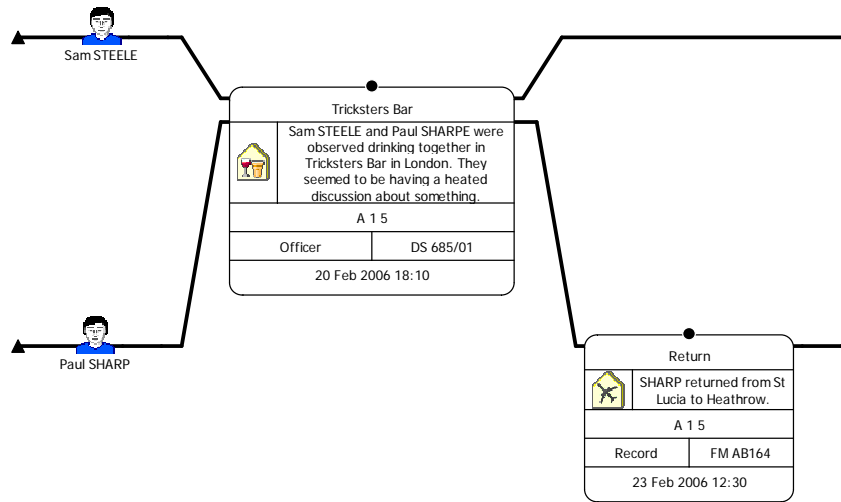 Sam STEELE
Tricksters Bar
Sam STEELE and Paul SHARPE were
observed drinking together in
Tricksters Bar in London. They
seemed to be having a heated
discussion about something.
A 1 5
Officer
DS 685/01
20 Feb 2006 18:10
Paul SHARP
Return
SHARP returned from St
Lucia to Heathrow.
A 1 5
Record
FM AB164
23 Feb 2006 12:30